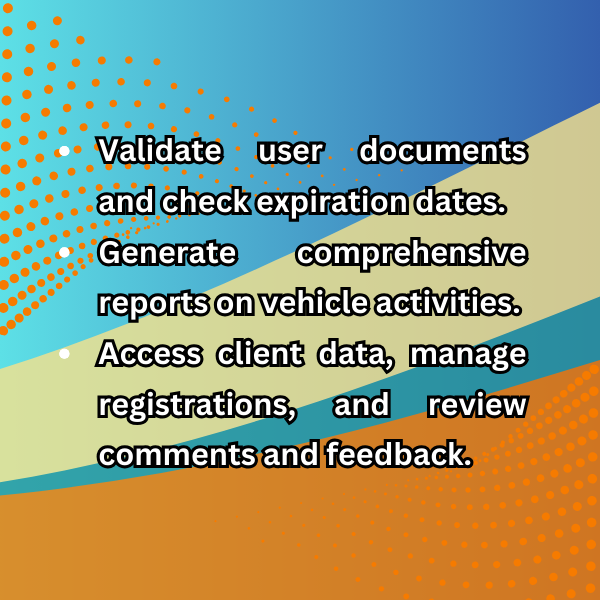 • Validate user documents
and check expiration dates.
• Generate comprehensive
reports on vehicle activities.
• Access client data, manage
registrations, and review
comments and feedback.